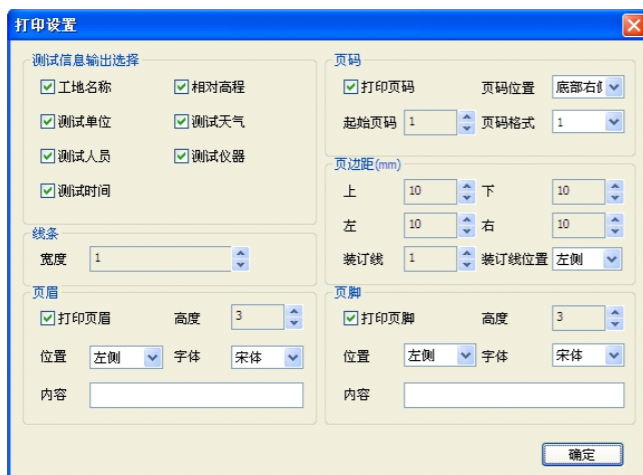 打印设置
测试信息输出选择
工地名称 相对高程
测试单位 测试天气
测试人员 测试仪器
测试时间
线条
宽度 1
页眉
打印页眉 高度 3
位置 左侧 字体 宋体
内容
页码
打印页码 页码位置 底部右侧
起始页码 1 页码格式 1
页边距(mm)
上 10 下 10
左 10 右 10
装订线 1 装订线位置 左侧
页脚
打印页脚 高度 3
位置 左侧 字体 宋体
内容
确定